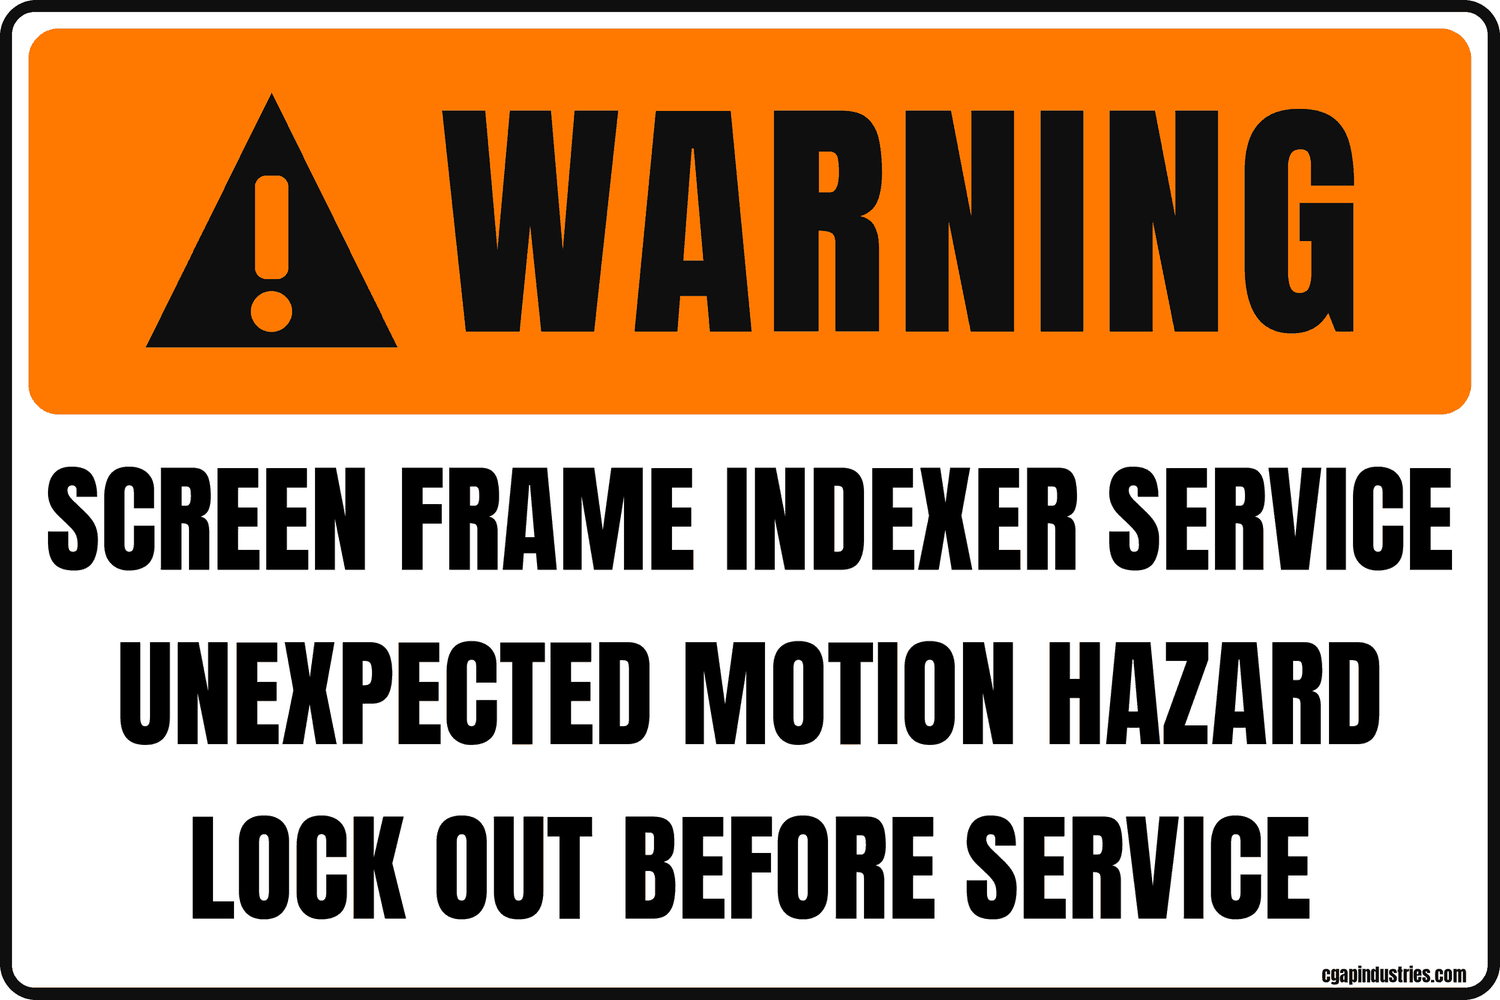 WARNING
SCREEN FRAME INDEXER SERVICE
UNEXPECTED MOTION HAZARD
LOCK OUT BEFORE SERVICE
cgapindustries.com